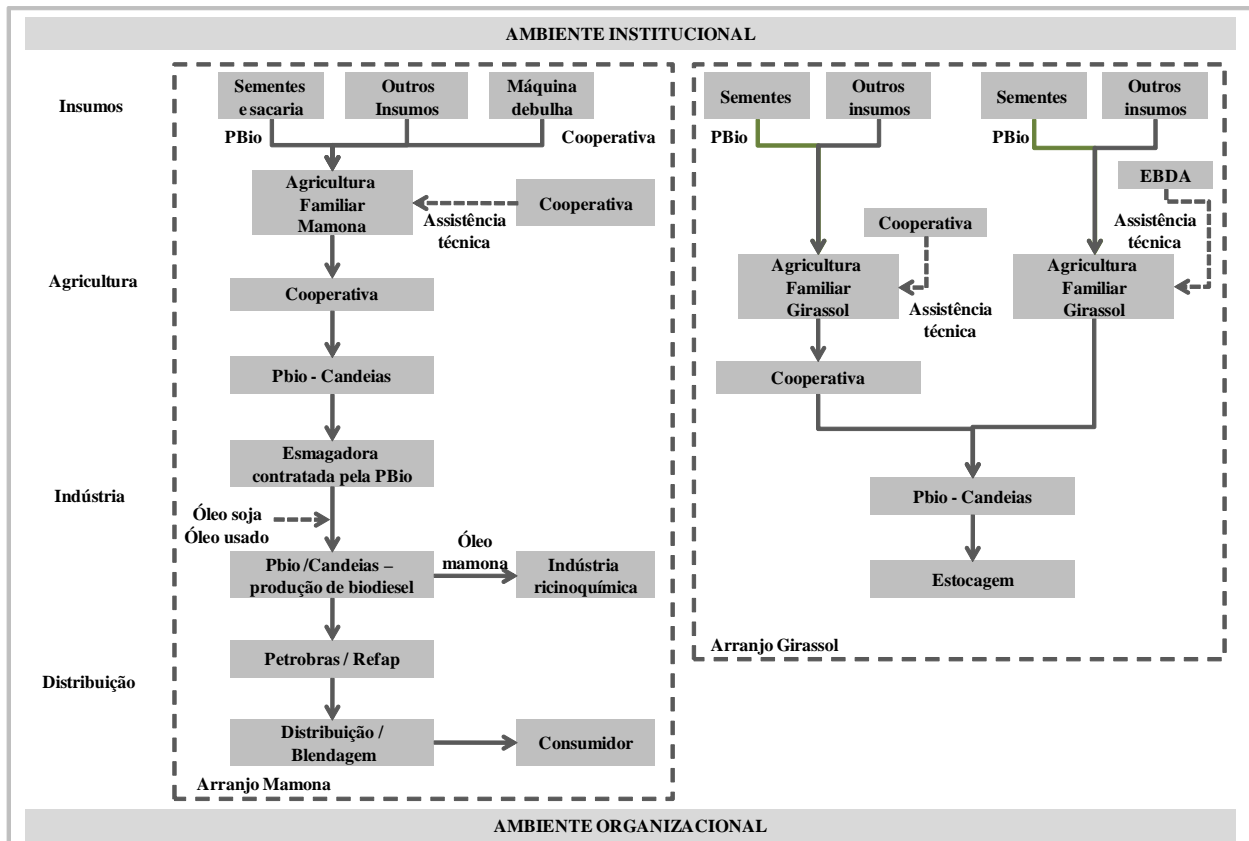 AMBIENTE INSTITUCIONAL
Insumos
Agricultura
Indústria
Distribuição
Sementes
e sacaria
Outros
Insumos
Máquina
debulha
PBio
Cooperativa
Agricultura
Familiar
Mamona
Cooperativa
Assistência
técnica
Cooperativa
Pbio - Candeias
Esmagadora
contratada pela PBio
Óleo soja
Óleo usado
Pbio /Candeias –
produção de biodiesel
Óleo
mamona
Indústria
ricinoquímica
Petrobras / Refap
Distribuição /
Blendagem
Consumidor
Arranjo Mamona
Sementes
Outros
insumos
PBio
Cooperativa
Agricultura
Familiar
Girassol
Assistência
técnica
Cooperativa
Sementes
Outros
insumos
PBio
EBDA
Assistência
técnica
Agricultura
Familiar
Girassol
Pbio - Candeias
Estocagem
Arranjo Girassol
AMBIENTE ORGANIZACIONAL